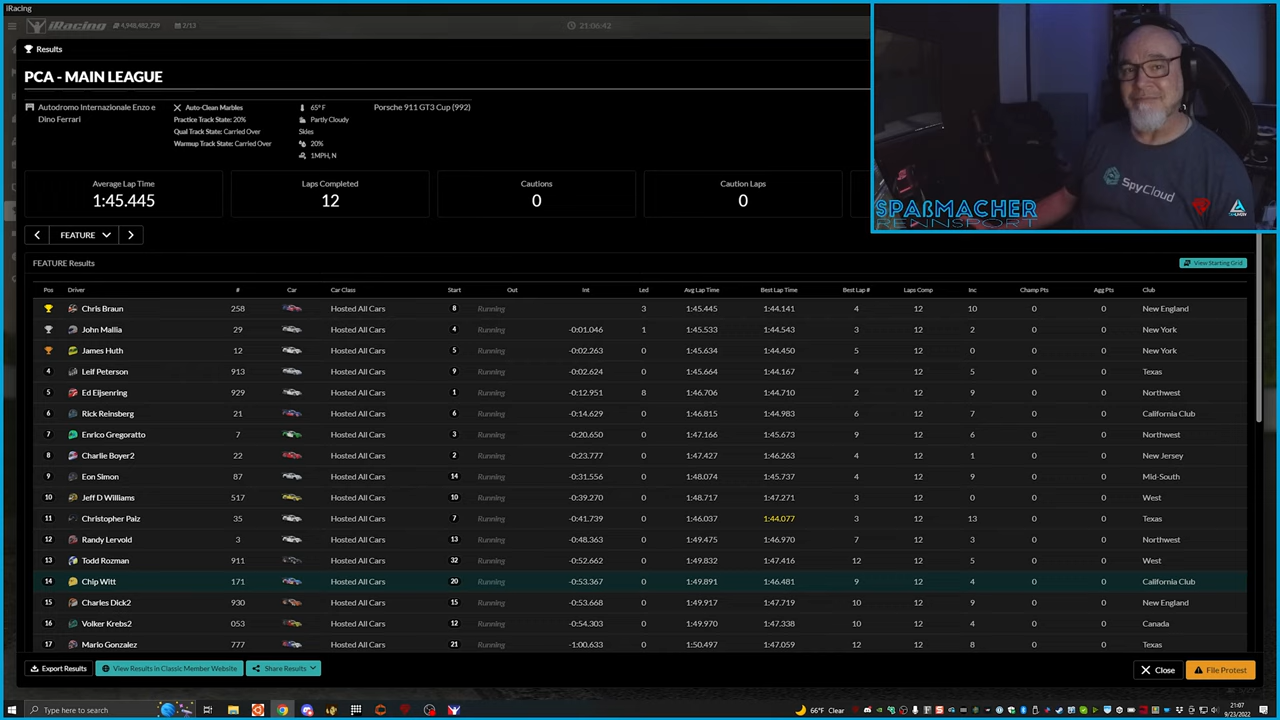 iRacing
iRacing 4,948,482,739 2/13 21:06:42
Results
PCA - MAIN LEAGUE
Autodromo Internazionale Enzo e Dino Ferrari
Auto-Clean Marbles
Practice Track State: 20%
Qual Track State: Carried Over
Warmup Track State: Carried Over
65° F
Partly Cloudy Skies
20%
1MPH, N
Porsche 911 GT3 Cup (992)
Average Lap Time
1:45.445
Laps Completed
12
Cautions
0
Caution Laps
0
SpyCloud
SPAßMACHER
RENNSPORT
FEATURE
FEATURE Results
View Starting Grid
Pos Driver # Car Car Class Start Out Int Led Avg Lap Time Best Lap Time Best Lap # Laps Comp Inc Champ Pts Agg Pts Club
Chris Braun 258 Hosted All Cars 8 Running 3 1:45.445 1:44.141 4 12 10 0 0 New England
John Mallia 29 Hosted All Cars 4 Running -0:01.046 1 1:45.533 1:44.543 3 12 2 0 0 New York
James Huth 12 Hosted All Cars 5 Running -0:02.263 0 1:45.634 1:44.450 5 12 0 0 0 New York
4 Leif Peterson 913 Hosted All Cars 9 Running -0:02.624 0 1:45.664 1:44.167 4 12 5 0 0 Texas
5 Ed Eijsenring 929 Hosted All Cars 1 Running -0:12.951 8 1:46.706 1:44.710 2 12 9 0 0 Northwest
6 Rick Reinsberg 21 Hosted All Cars 6 Running -0:14.629 0 1:46.815 1:44.983 6 12 7 0 0 California Club
7 Enrico Gregoratto 7 Hosted All Cars 3 Running -0:20.650 0 1:47.166 1:45.673 9 12 6 0 0 Northwest
8 Charlie Boyer2 22 Hosted All Cars 2 Running -0:23.777 0 1:47.427 1:46.263 4 12 1 0 0 New Jersey
9 Eon Simon 87 Hosted All Cars 14 Running -0:31.556 0 1:48.074 1:45.737 4 12 9 0 0 Mid-South
10 Jeff D Williams 517 Hosted All Cars 10 Running -0:39.270 0 1:48.717 1:47.271 3 12 0 0 0 West
11 Christopher Paiz 35 Hosted All Cars 7 Running -0:41.739 0 1:46.037 1:44.077 3 12 13 0 0 Texas
12 Randy Lervold 3 Hosted All Cars 13 Running -0:48.363 0 1:49.475 1:46.970 7 12 3 0 0 Northwest
13 Todd Rozman 911 Hosted All Cars 32 Running -0:52.662 0 1:49.832 1:47.416 12 12 5 0 0 West
14 Chip Witt 171 Hosted All Cars 20 Running -0:53.367 0 1:49.891 1:46.481 9 12 4 0 0 California Club
15 Charles Dick2 930 Hosted All Cars 15 Running -0:53.668 0 1:49.917 1:47.719 10 12 9 0 0 New England
16 Volker Krebs2 053 Hosted All Cars 12 Running -0:54.303 0 1:49.970 1:47.338 10 12 4 0 0 Canada
17 Mario Gonzalez 777 Hosted All Cars 21 Running -1:00.633 0 1:50.497 1:47.059 12 12 8 0 0 Texas
Export Results View Results in Classic Member Website Share Results Close File Protest
Type here to search 66°F Clear 21:07
9/23/2022